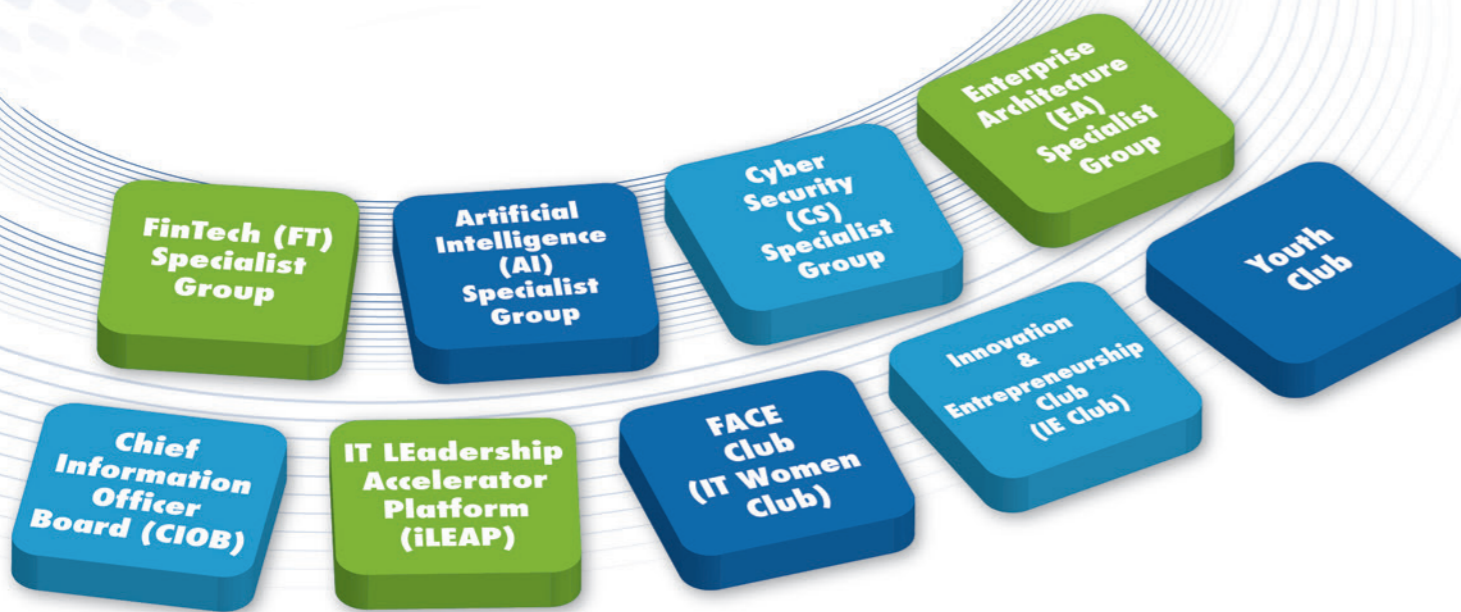 FinTech (FT)
Specialist
Group
Artificial
Intelligence
(AI)
Specialist
Group
Cyber
Security
(CS)
Specialist
Group
Enterprise
Architecture
(EA)
Specialist
Group
Chief
Information
Officer
Board (CIOB)
IT LEadership
Accelerator
Platform
(iLEAP)
FACE
Club
(IT Women
Club)
Innovation
&
Entrepreneurship
Club
(IE Club)
Youth
Club